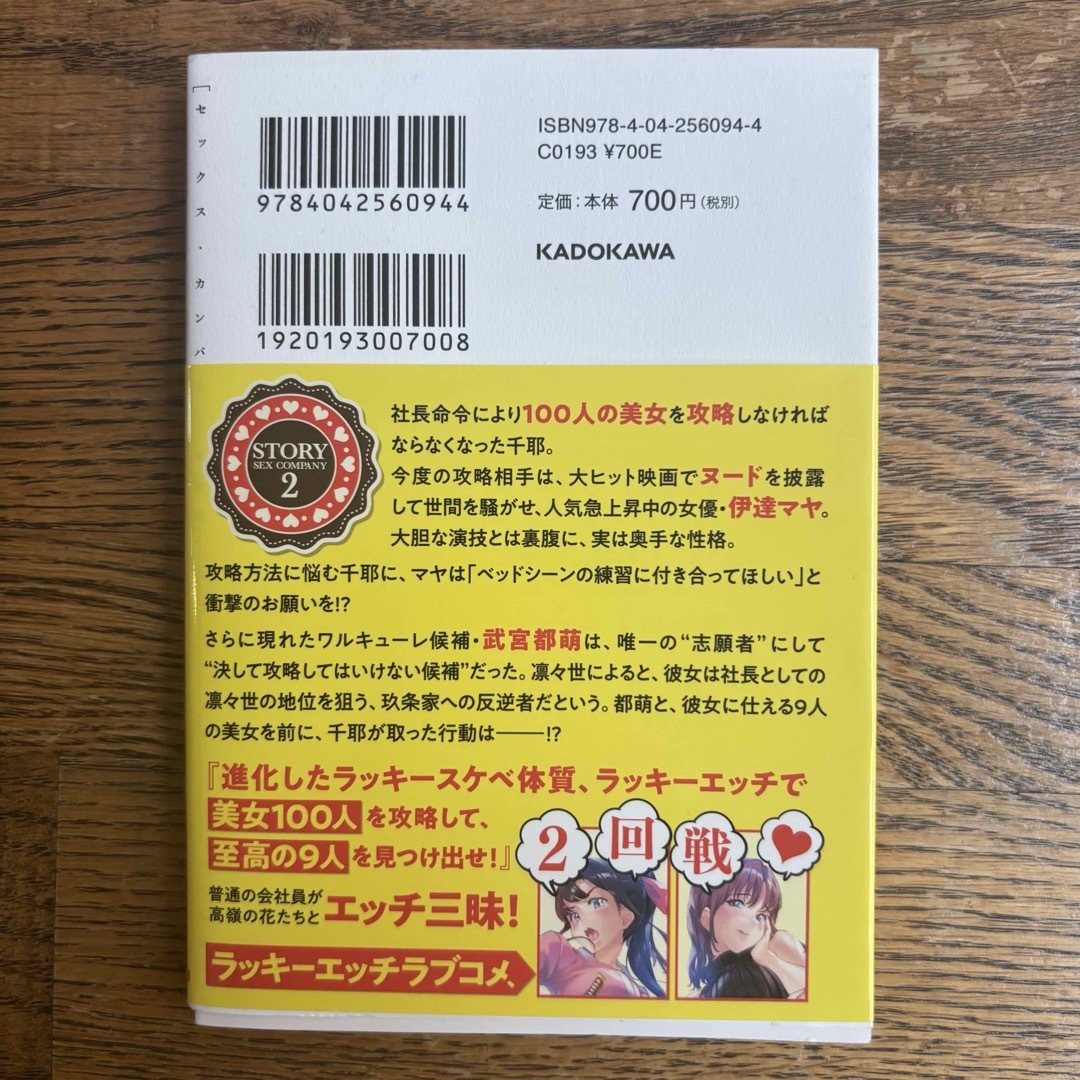 ［セックス・カンパ
ISBN978-4-04-256094-4
C0193 ¥700E
9784042560944
定価：本体 700円（税別）
KADOKAWA
1920193007008
STORY
SEX COMPANY
2
社長命令により100人の美女を攻略しなければ
ならなくなった千耶。
今度の攻略相手は、大ヒット映画でヌードを披露
して世間を騒がせ、人気急上昇中の女優・伊達マヤ。
大胆な演技とは裏腹に、実は奥手な性格。
攻略方法に悩む千耶に、マヤは「ベッドシーンの練習に付き合ってほしい」と
衝撃のお願いを!?
さらに現れたワルキューレ候補・武宮都萌は、唯一の“志願者”にして
“決して攻略してはいけない候補”だった。凛々世によると、彼女は社長としての
凛々世の地位を狙う、玖条家への反逆者だという。都萌と、彼女に仕える9人
の美女を前に、千耶が取った行動は――!?
『進化したラッキースケベ体質、ラッキーエッチで
美女100人を攻略して、
至高の9人を見つけ出せ！』
2回戦♥
普通の会社員が
高嶺の花たちとエッチ三昧！
ラッキーエッチラブコメ、